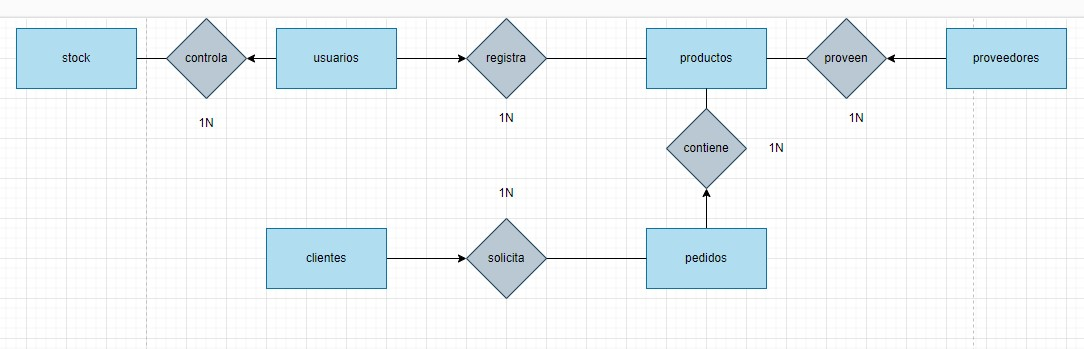 stock
controla
usuarios
registra
productos
proveen
proveedores
1N
1N
1N
contiene
1N
1N
clientes
solicita
pedidos